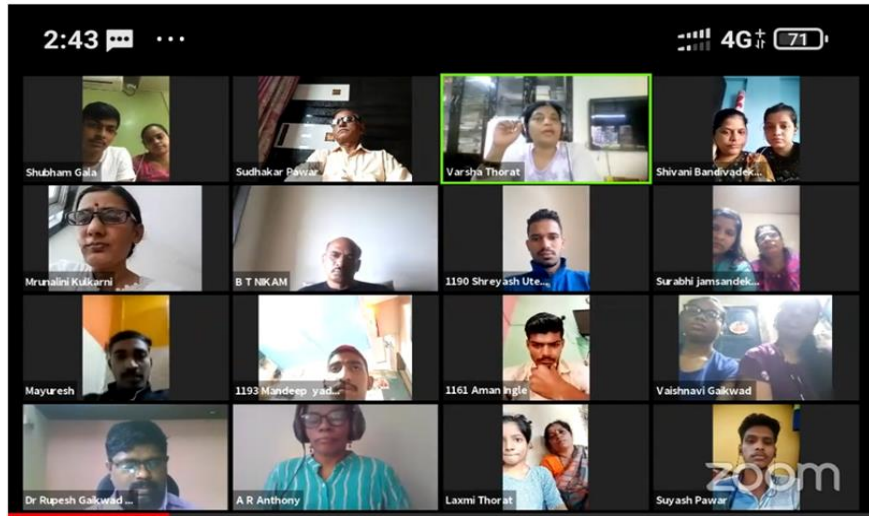 2:43 ... 4G 71
Shubham Gala
Sudhakar Pawar
Varsha Thorat
Shivani Bandivadek...
Mrunalini Kulkarni
B T NIKAM
1190 Shreyash Ute...
Surabhi jamsandek...
Mayuresh
1193 Mandeep yad...
1161 Aman Ingle
Vaishnavi Gaikwad
Dr Rupesh Gaikwad ...
A R Anthony
Laxmi Thorat
Suyash Pawar
zoom